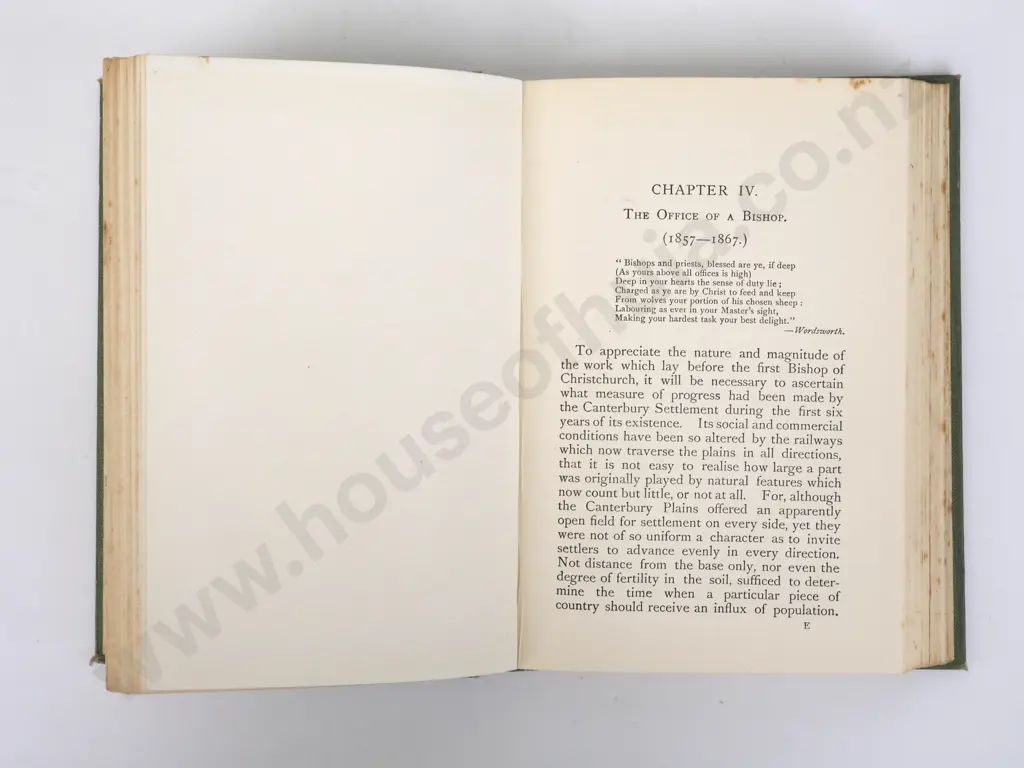 CHAPTER IV.
The Office of a Bishop.
(1857—1867.)
" Bishops and priests, blessed are ye, if deep
(As yours above all offices is high)
Deep in your hearts the sense of duty lie ;
Charged as ye are by Christ to feed and keep
From wolves your portion of his chosen sheep :
Labouring as ever in your Master's sight,
Making your hardest task your best delight."
—Wordsworth.
To appreciate the nature and magnitude of
the work which lay before the first Bishop of
Christchurch, it will be necessary to ascertain
what measure of progress had been made by
the Canterbury Settlement during the first six
years of its existence. Its social and commercial
conditions have been so altered by the railways
which now traverse the plains in all directions,
that it is not easy to realise how large a part
was originally played by natural features which
now count but little, or not at all. For, although
the Canterbury Plains offered an apparently
open field for settlement on every side, yet they
were not of so uniform a character as to invite
settlers to advance evenly in every direction.
Not distance from the base only, nor even the
degree of fertility in the soil, sufficed to deter-
mine the time when a particular piece of
country should receive an influx of population.
E
www.houseofhunia.co.nz